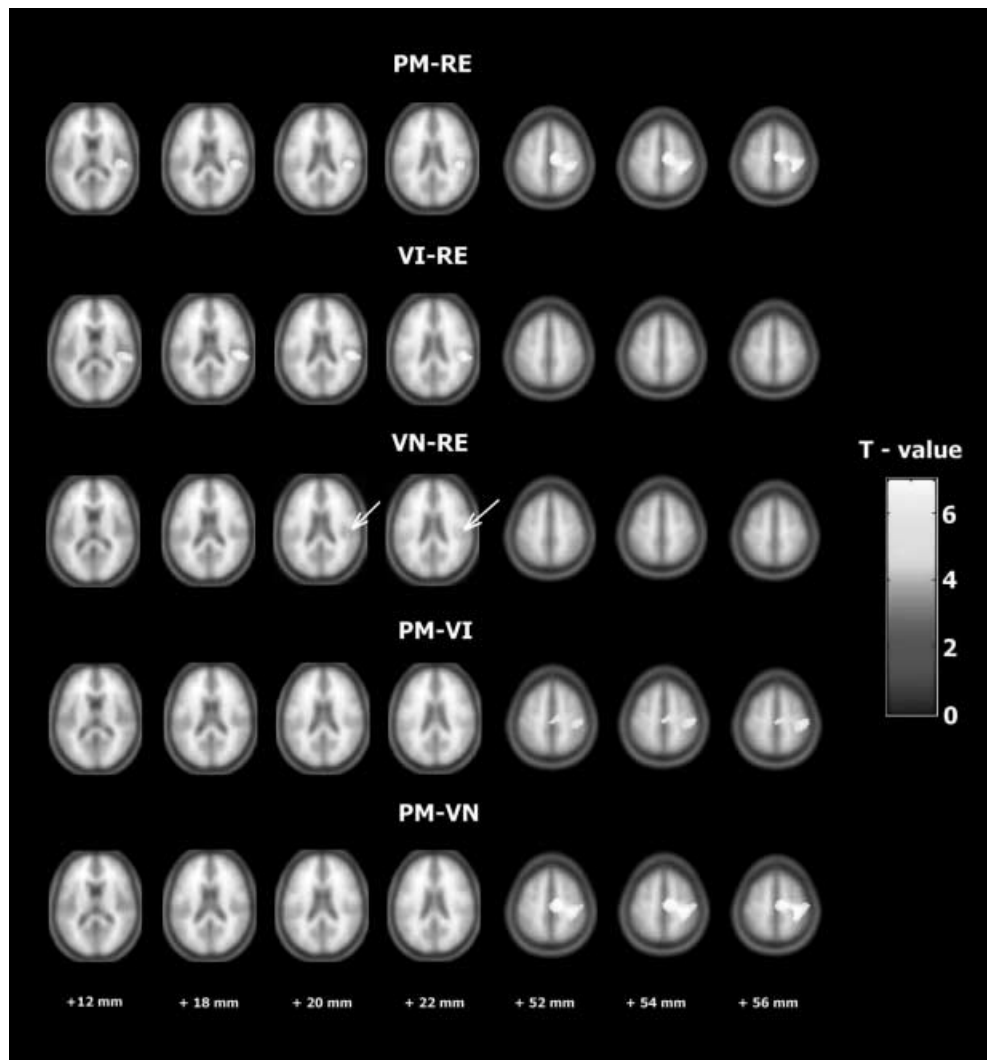 PM-RE
VI-RE
VN-RE
T - value
6
4
2
0
PM-VI
PM-VN
+12 mm
+ 18 mm
+ 20 mm
+ 22 mm
+ 52 mm
+ 54 mm
+ 56 mm